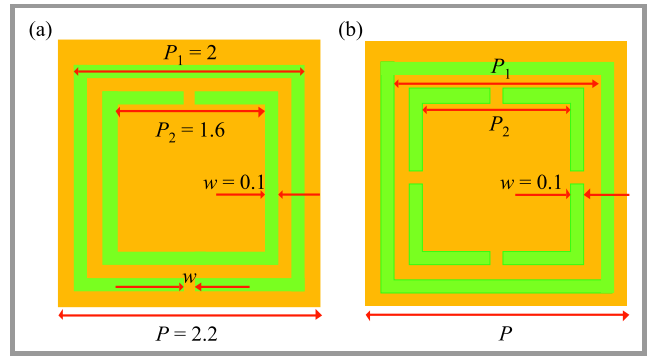 (a)
P₁ = 2
P₂ = 1.6
w = 0.1
w
P = 2.2
(b)
P₁
P₂
w = 0.1
P